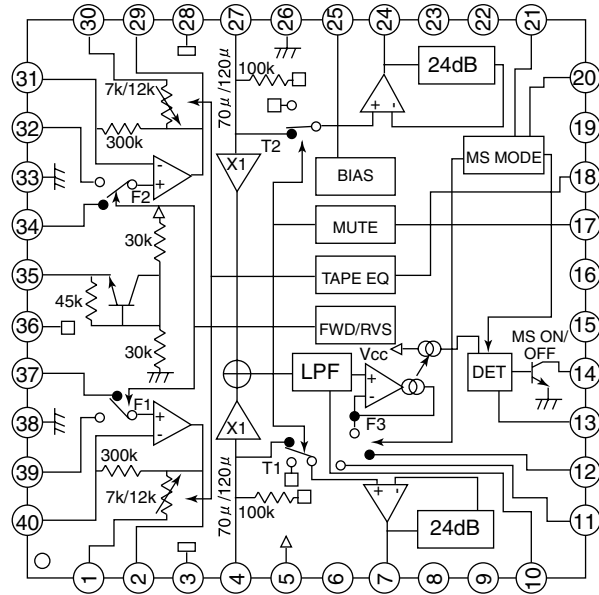 30 29 28 27 26 25 24 23 22 21
31 20
32 19
33 18
34 17
35 16
36 15
37 14
38 13
39 12
40 11
1 2 3 4 5 6 7 8 9 10
7k/12k
300k
70μ/120μ
100k
24dB
+ -
T2
X1
MS MODE
-
+
F2
BIAS
30k
MUTE
45k
TAPE EQ
30k
FWD/RVS
Vcc
MS ON/
OFF
LPF
+
-
DET
F1
+
-
X1
F3
300k
T1
7k/12k
70μ/120μ
100k
+ -
24dB